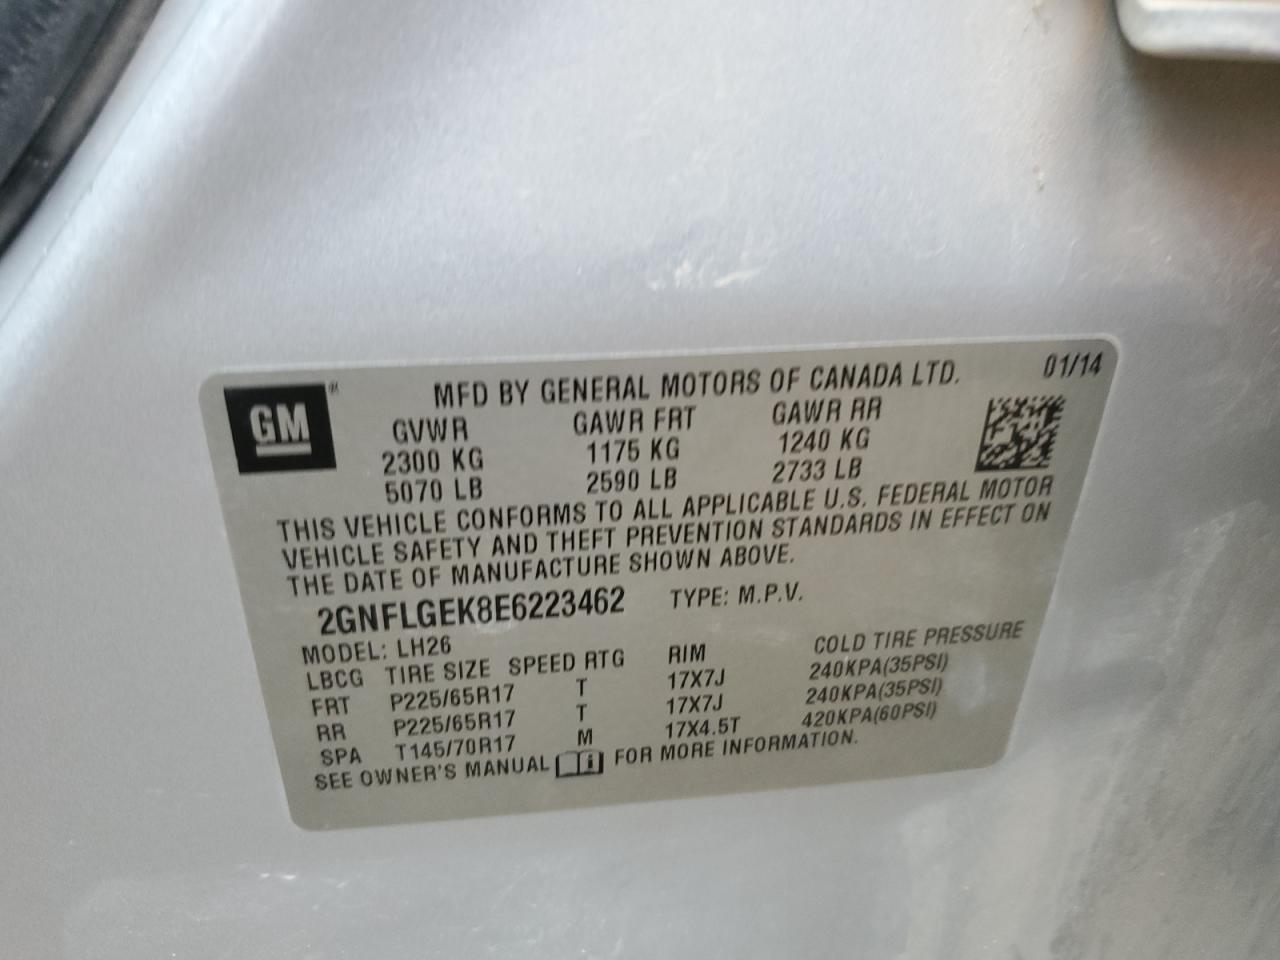 GM ®
MFD BY GENERAL MOTORS OF CANADA LTD. 01/14
GVWR GAWR FRT GAWR RR
2300 KG 1175 KG 1240 KG
5070 LB 2590 LB 2733 LB
THIS VEHICLE CONFORMS TO ALL APPLICABLE U.S. FEDERAL MOTOR
VEHICLE SAFETY AND THEFT PREVENTION STANDARDS IN EFFECT ON
THE DATE OF MANUFACTURE SHOWN ABOVE.
2GNFLGEK8E6223462 TYPE: M.P.V.
MODEL: LH26
LBCG TIRE SIZE SPEED RTG RIM COLD TIRE PRESSURE
FRT P225/65R17 T 17X7J 240KPA(35PSI)
RR P225/65R17 T 17X7J 240KPA(35PSI)
SPA T145/70R17 M 17X4.5T 420KPA(60PSI)
SEE OWNER'S MANUAL i FOR MORE INFORMATION.